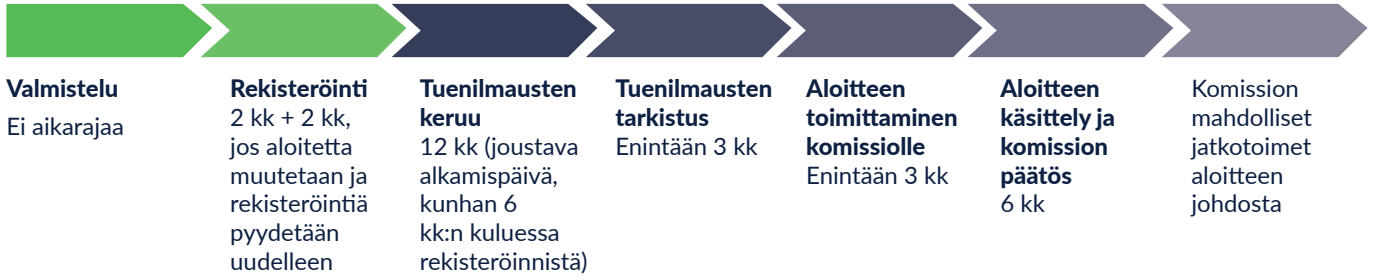 Valmistelu
Ei aikarajaa
Rekisteröinti
2 kk + 2 kk,
jos aloitetta
muutetaan ja
rekisteröintiä
pyydetään
uudelleen
Tuenilmausten
keruu
12 kk (joustava
alkamispäivä,
kunhan 6
kk:n kuluessa
rekisteröinnistä)
Tuenilmausten
tarkistus
Enintään 3 kk
Aloitteen
toimittaminen
komissiolle
Enintään 3 kk
Aloitteen
käsittely ja
komission
päätös
6 kk
Komission
mahdolliset
jatkotoimet
aloitteen
johdosta